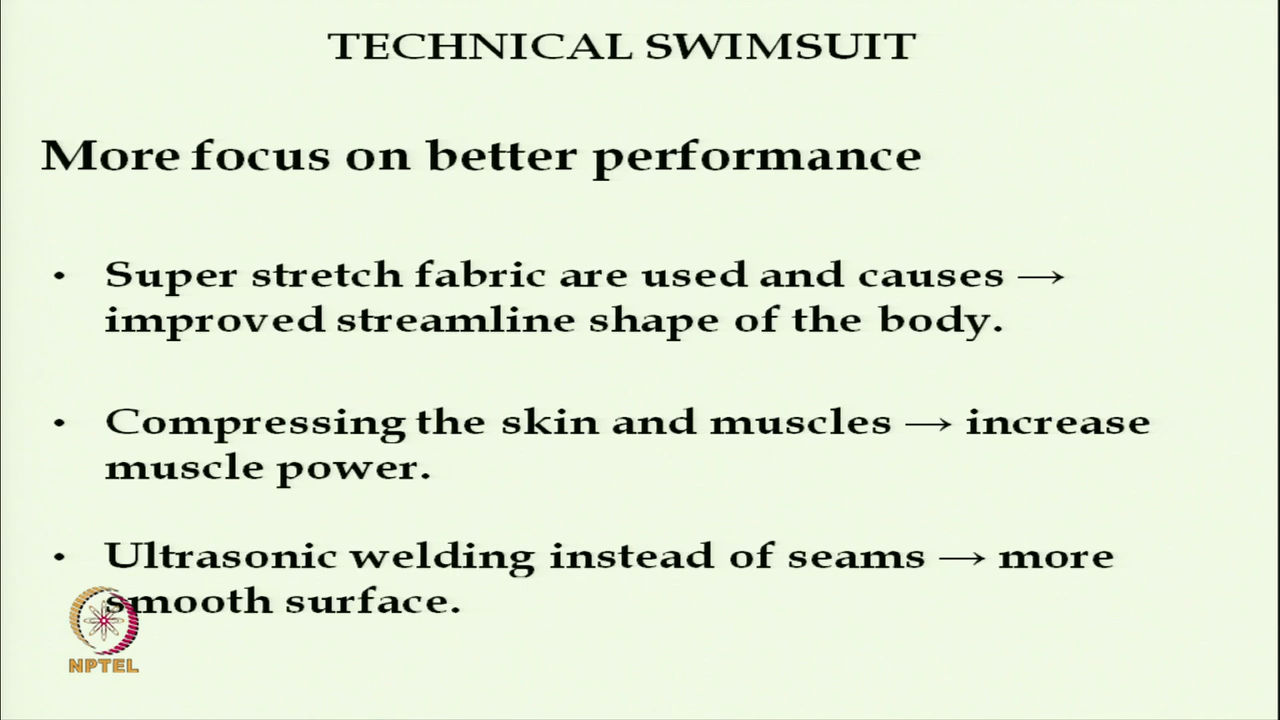 TECHNICAL SWIMSUIT
More focus on better performance
• Super stretch fabric are used and causes →
improved streamline shape of the body.
• Compressing the skin and muscles → increase
muscle power.
• Ultrasonic welding instead of seams → more
smooth surface.
NPTEL